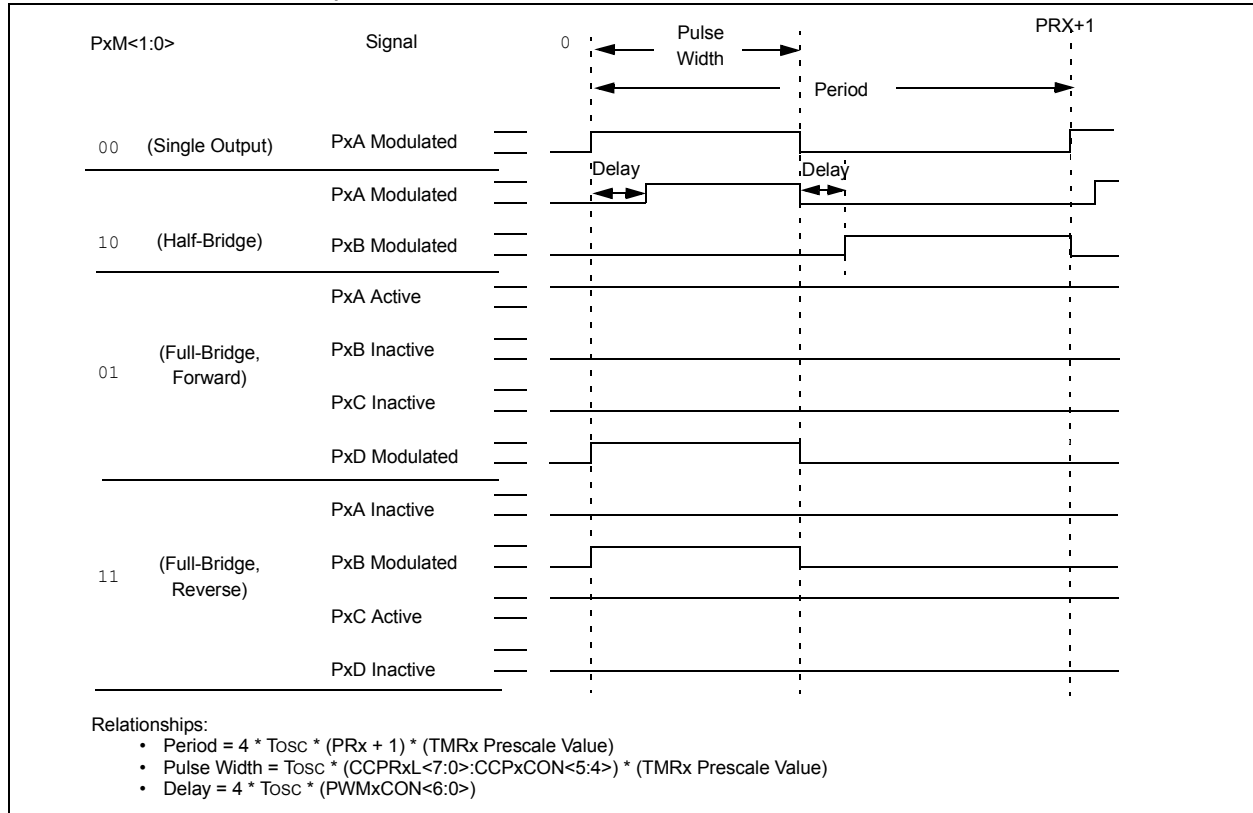 PxM<1:0> Signal 0 Pulse Width PRX+1
Period
00 (Single Output) PxA Modulated
Delay Delay
PxA Modulated
10 (Half-Bridge) PxB Modulated
PxA Active
01 (Full-Bridge, Forward) PxB Inactive
PxC Inactive
PxD Modulated
PxA Inactive
11 (Full-Bridge, Reverse) PxB Modulated
PxC Active
PxD Inactive
Relationships:
• Period = 4 * TOSC * (PRx + 1) * (TMRx Prescale Value)
• Pulse Width = TOSC * (CCPRxL<7:0>:CCPxCON<5:4>) * (TMRx Prescale Value)
• Delay = 4 * TOSC * (PWMxCON<6:0>)